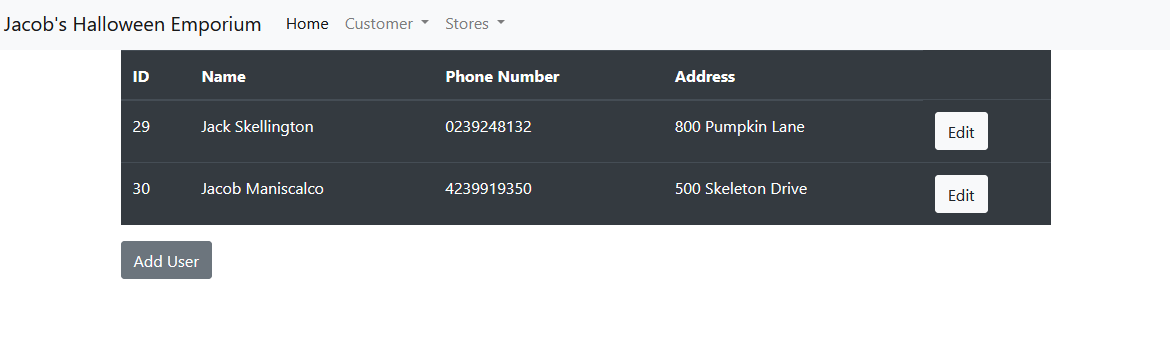 Jacob's Halloween Emporium Home Customer Stores
ID Name Phone Number Address
29 Jack Skellington 0239248132 800 Pumpkin Lane Edit
30 Jacob Maniscalco 4239919350 500 Skeleton Drive Edit
Add User